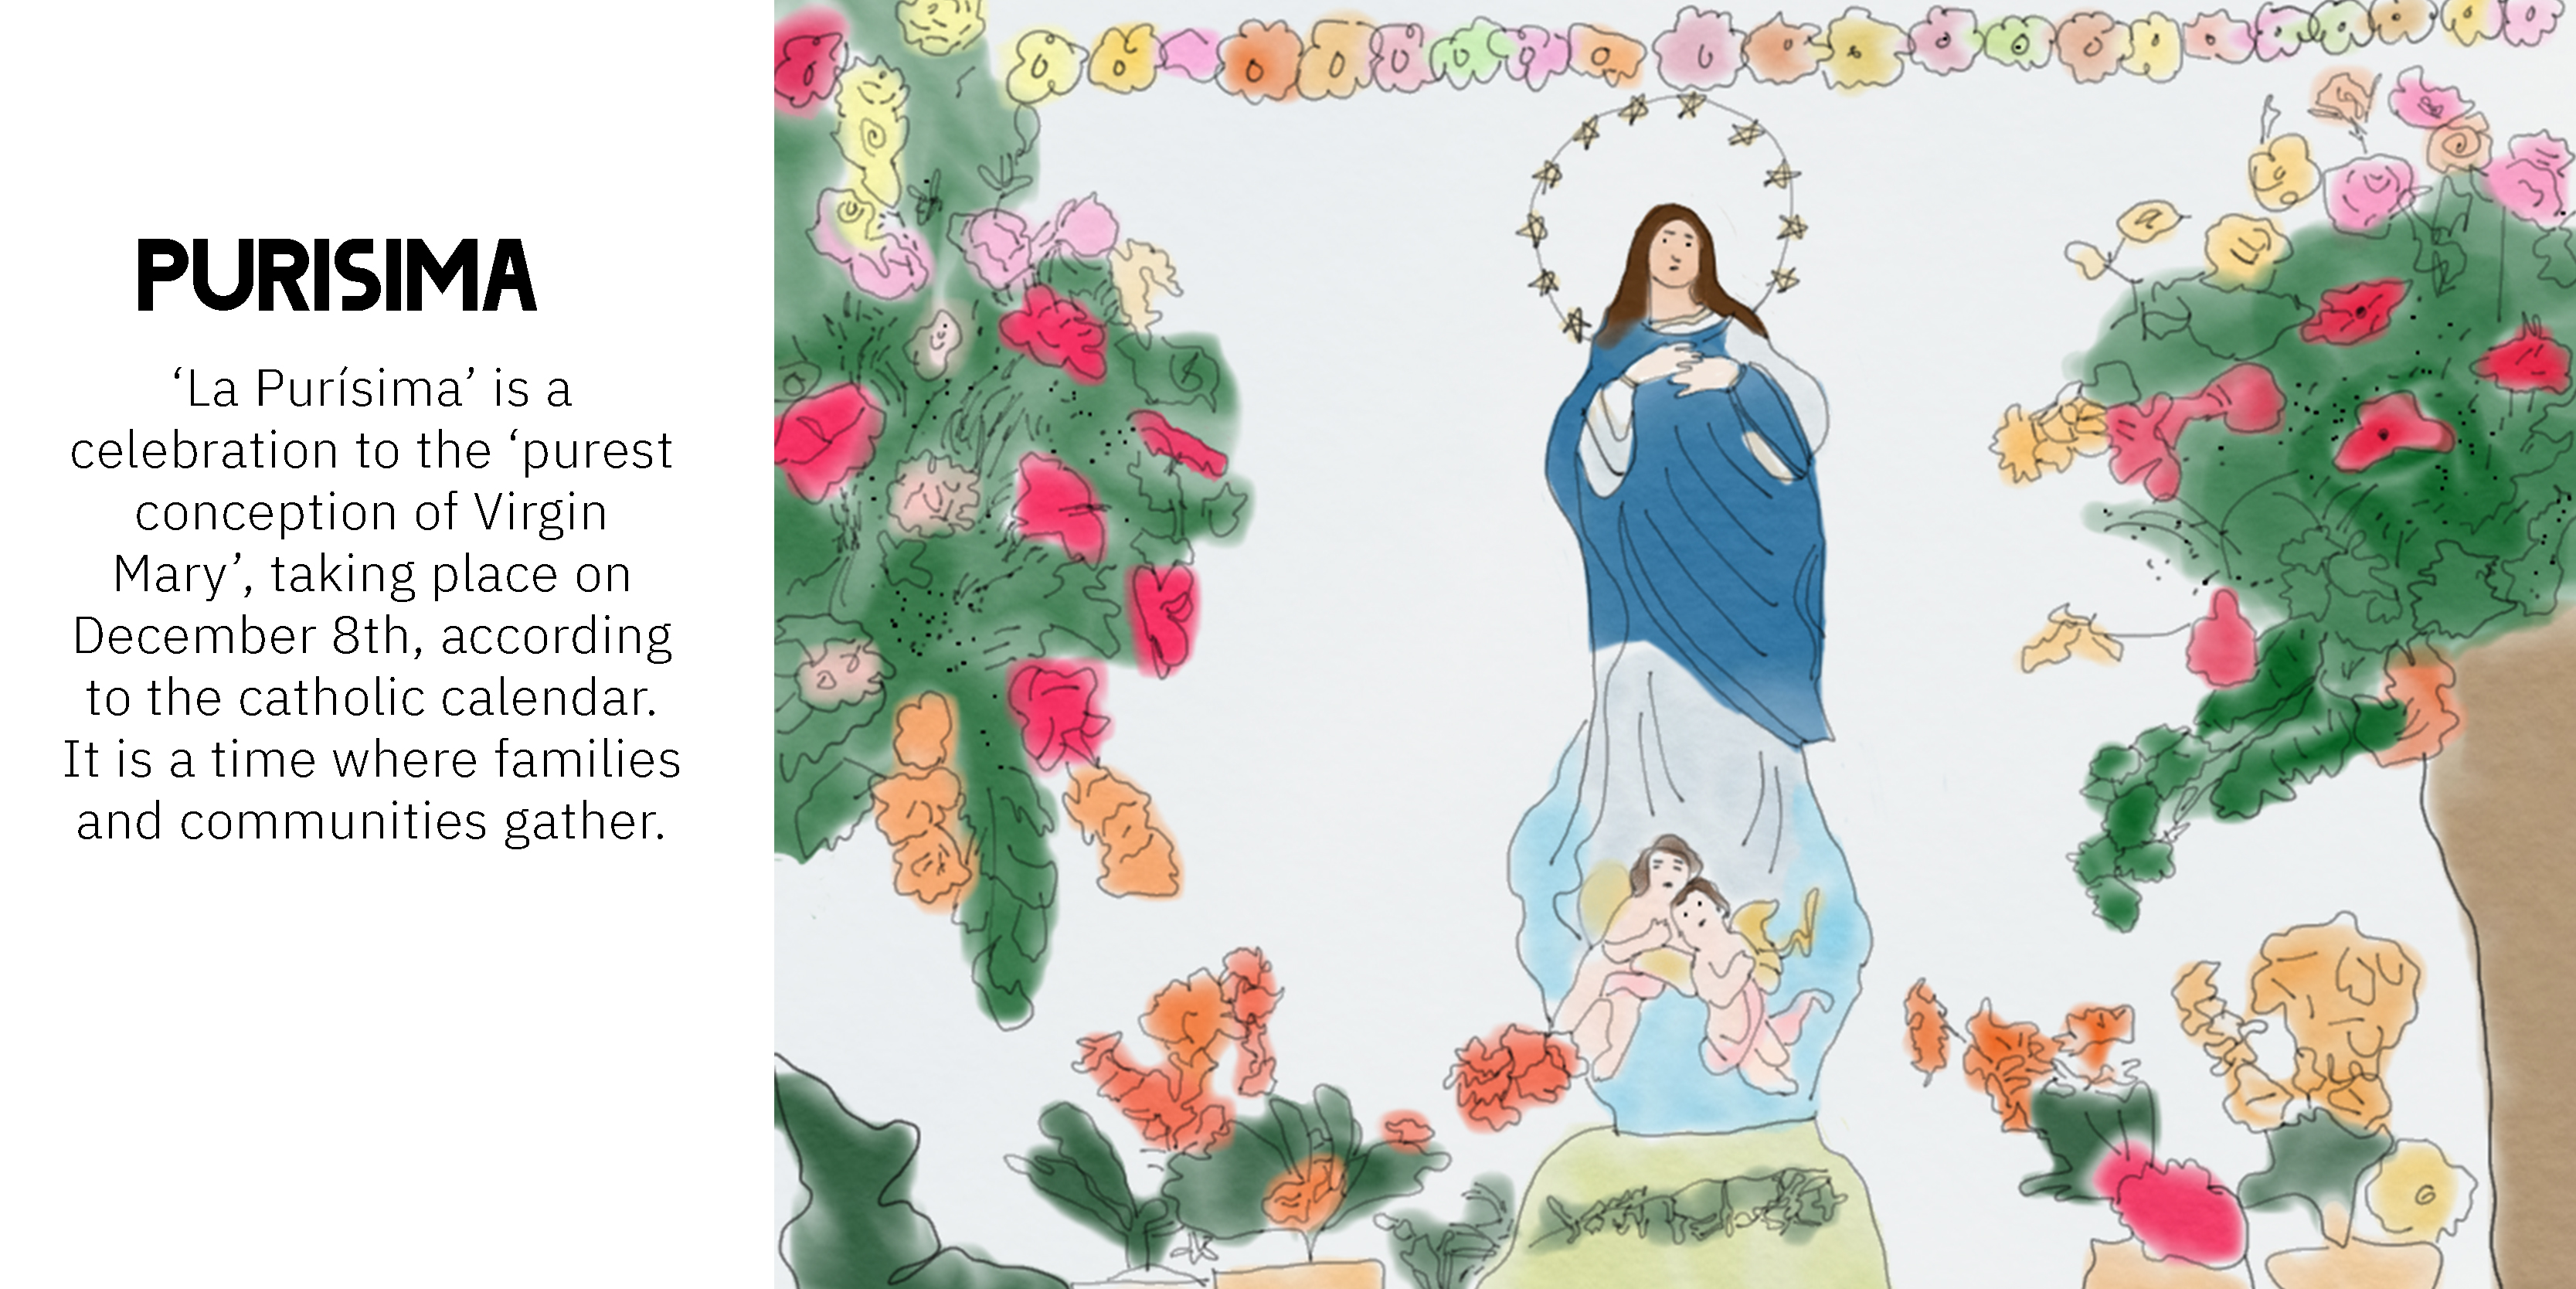 PURISIMA
‘La Purísima’ is a
celebration to the ‘purest
conception of Virgin
Mary’, taking place on
December 8th, according
to the catholic calendar.
It is a time where families
and communities gather.